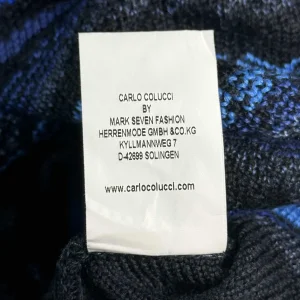 CARLO COLUCCI
BY
MARK SEVEN FASHION
HERRENMODE GMBH &CO.KG
KYLLMANNWEG 7
D-42699 SOLINGEN
www.carlocolucci.com